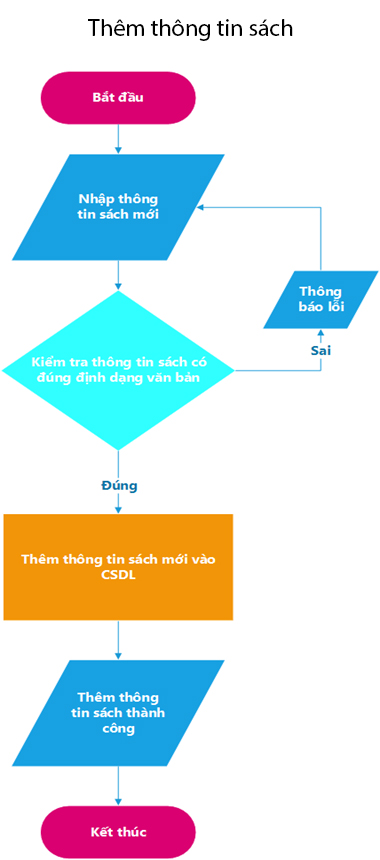 Thêm thông tin sách
Bắt đầu
Nhập thông
tin sách mới
Thông
báo lỗi
Sai
Kiểm tra thông tin sách có
đúng định dạng văn bản
Đúng
Thêm thông tin sách mới vào
CSDL
Thêm thông
tin sách thành
công
Kết thúc